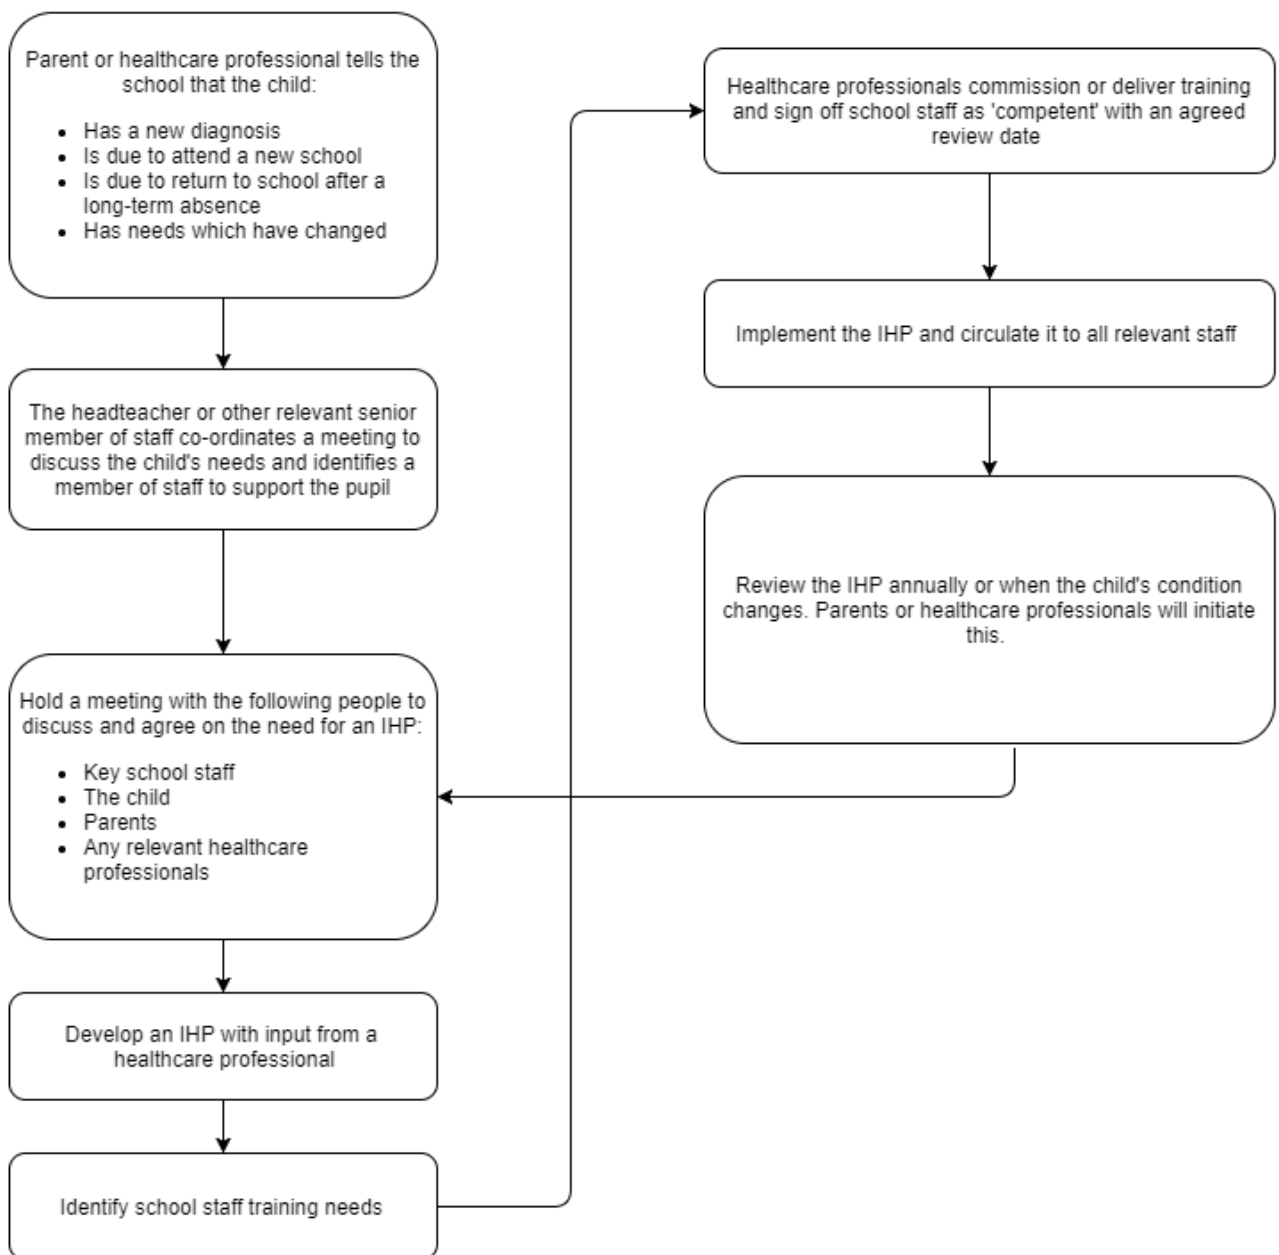 Parent or healthcare professional tells the
school that the child:
• Has a new diagnosis
• Is due to attend a new school
• Is due to return to school after a
long-term absence
• Has needs which have changed
The headteacher or other relevant senior
member of staff co-ordinates a meeting to
discuss the child's needs and identifies a
member of staff to support the pupil
Hold a meeting with the following people to
discuss and agree on the need for an IHP:
• Key school staff
• The child
• Parents
• Any relevant healthcare
professionals
Develop an IHP with input from a
healthcare professional
Identify school staff training needs
Healthcare professionals commission or deliver training
and sign off school staff as 'competent' with an agreed
review date
Implement the IHP and circulate it to all relevant staff
Review the IHP annually or when the child's condition
changes. Parents or healthcare professionals will initiate
this.